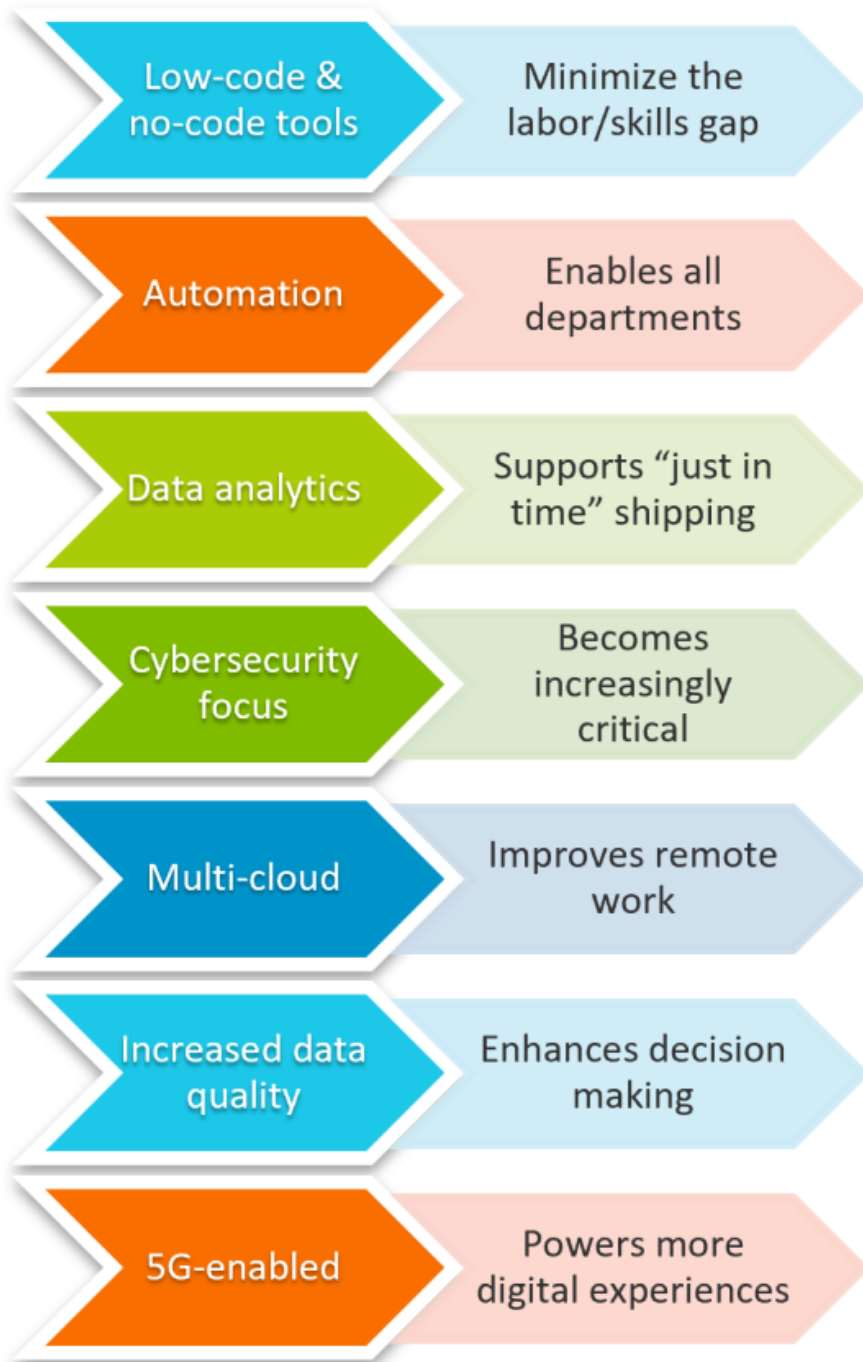 Low-code &
no-code tools
Minimize the
labor/skills gap
Automation
Enables all
departments
Data analytics
Supports “just in
time” shipping
Cybersecurity
focus
Becomes
increasingly
critical
Multi-cloud
Improves remote
work
Increased data
quality
Enhances decision
making
5G-enabled
Powers more
digital experiences